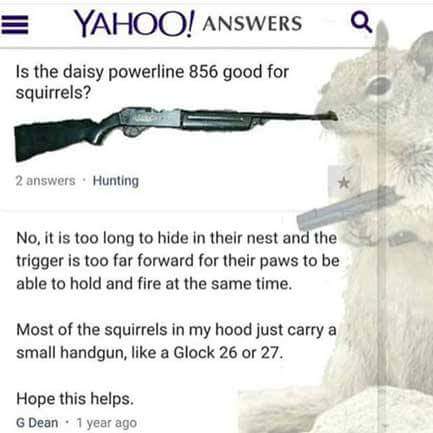 YAHOO! ANSWERS
Is the daisy powerline 856 good for
squirrels?
2 answers · Hunting
No, it is too long to hide in their nest and the
trigger is too far forward for their paws to be
able to hold and fire at the same time.
Most of the squirrels in my hood just carry a
small handgun, like a Glock 26 or 27.
Hope this helps.
G Dean · 1 year ago